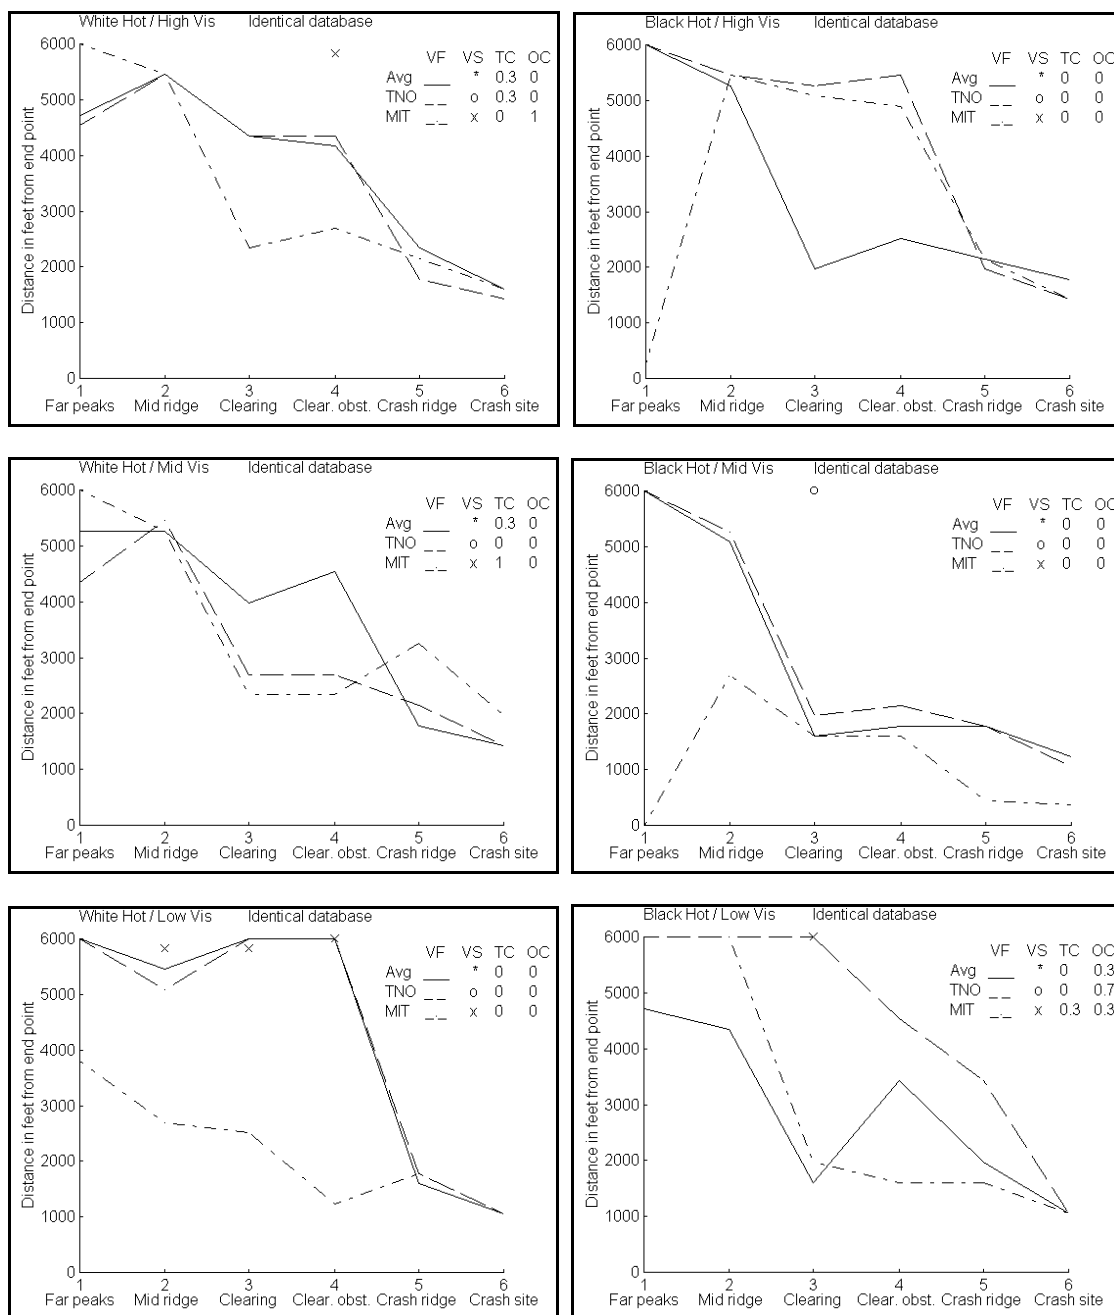 White Hot / High Vis Identical database
VF VS TC OC
Avg * 0.3 0
TNO o 0.3 0
MIT x 0 1
Distance in feet from end point
6000
5000
4000
3000
2000
1000
0
1 2 3 4 5 6
Far peaks Mid ridge Clearing Clear. obst. Crash ridge Crash site
Black Hot / High Vis Identical database
VF VS TC OC
Avg * 0 0
TNO o 0 0
MIT x 0 0
Distance in feet from end point
6000
5000
4000
3000
2000
1000
0
1 2 3 4 5 6
Far peaks Mid ridge Clearing Clear. obst. Crash ridge Crash site
White Hot / Mid Vis Identical database
VF VS TC OC
Avg * 0.3 0
TNO o 0 0
MIT x 1 0
Distance in feet from end point
6000
5000
4000
3000
2000
1000
0
1 2 3 4 5 6
Far peaks Mid ridge Clearing Clear. obst. Crash ridge Crash site
Black Hot / Mid Vis Identical database
VF VS TC OC
Avg * 0 0
TNO o 0 0
MIT x 0 0
Distance in feet from end point
6000
5000
4000
3000
2000
1000
0
1 2 3 4 5 6
Far peaks Mid ridge Clearing Clear. obst. Crash ridge Crash site
White Hot / Low Vis Identical database
VF VS TC OC
Avg * 0 0
TNO o 0 0
MIT x 0 0
Distance in feet from end point
6000
5000
4000
3000
2000
1000
0
1 2 3 4 5 6
Far peaks Mid ridge Clearing Clear. obst. Crash ridge Crash site
Black Hot / Low Vis Identical database
VF VS TC OC
Avg * 0 0.3
TNO o 0 0.7
MIT x 0.3 0.3
Distance in feet from end point
6000
5000
4000
3000
2000
1000
0
1 2 3 4 5 6
Far peaks Mid ridge Clearing Clear. obst. Crash ridge Crash site